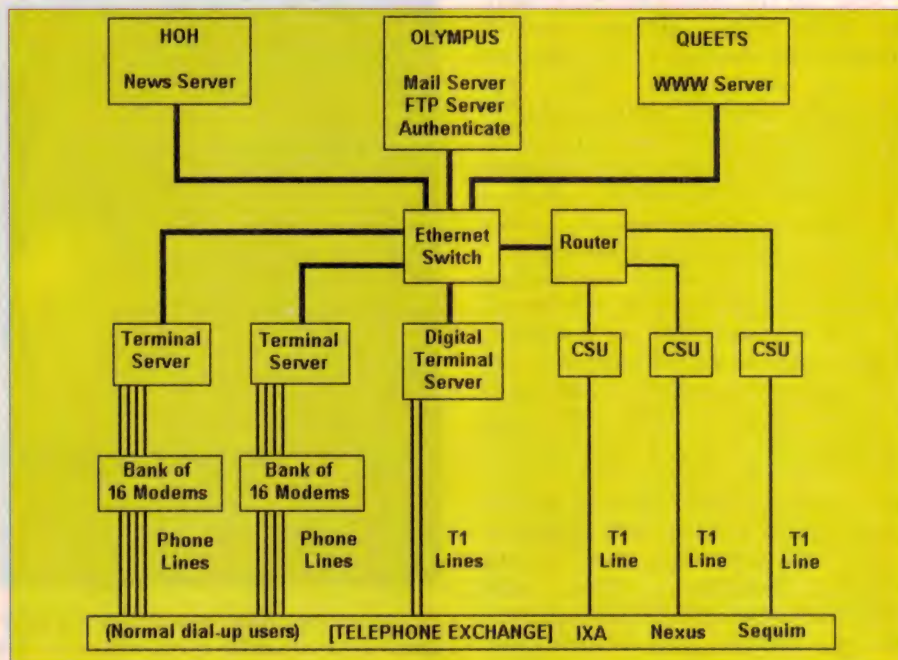 HOH
News Server
OLYMPUS
Mail Server
FTP Server
Authenticate
QUEETS
WWW Server
Ethernet
Switch
Router
Terminal
Server
Terminal
Server
Digital
Terminal
Server
CSU
CSU
CSU
Bank of
16 Modems
Bank of
16 Modems
Phone
Lines
Phone
Lines
T1
Lines
T1
Line
T1
Line
T1
Line
(Normal dial-up users) [TELEPHONE EXCHANGE] IXA Nexus Sequim